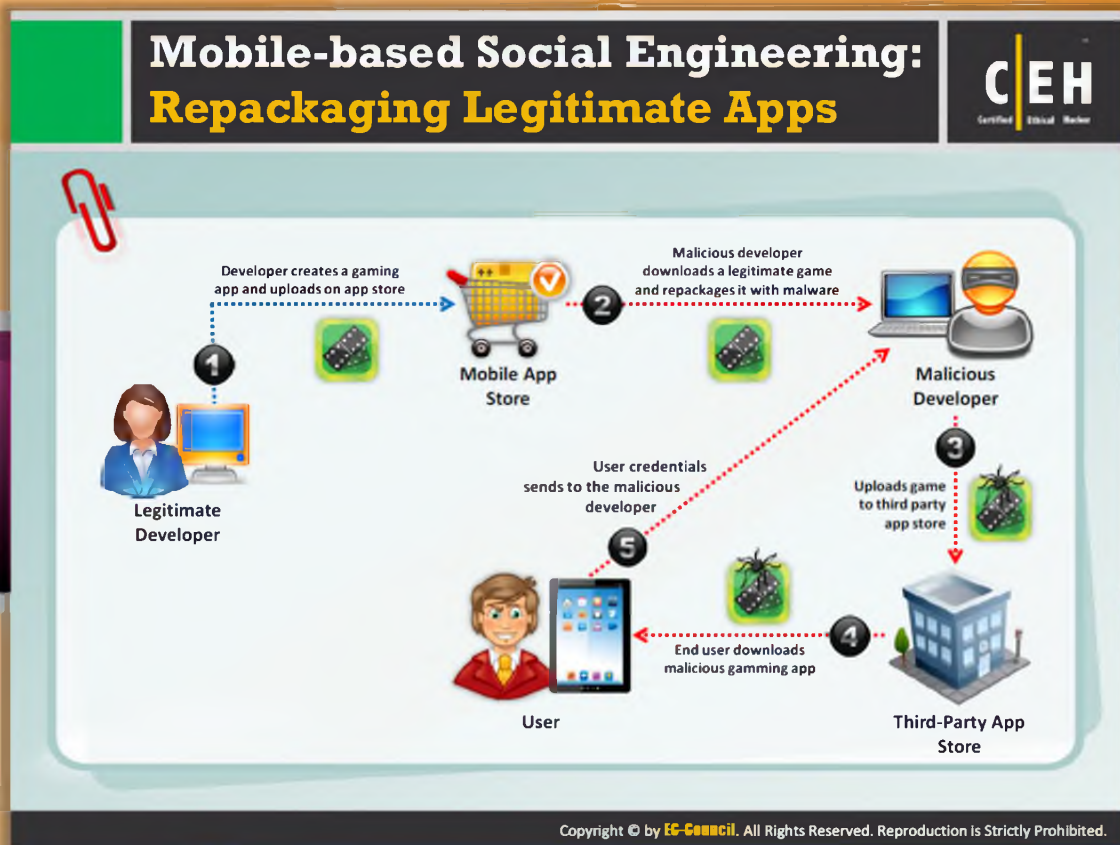 Mobile-based Social Engineering:
Repackaging Legitimate Apps
C EH
Certified Ethical Hacker
Developer creates a gaming
app and uploads on app store
1
Mobile App
Store
2
Malicious developer
downloads a legitimate game
and repackages it with malware
Malicious
Developer
Legitimate
Developer
3
Uploads game
to third party
app store
User credentials
sends to the malicious
developer
5
4
End user downloads
malicious gamming app
User
Third-Party App
Store
Copyright © by EC-Council. All Rights Reserved. Reproduction is Strictly Prohibited.